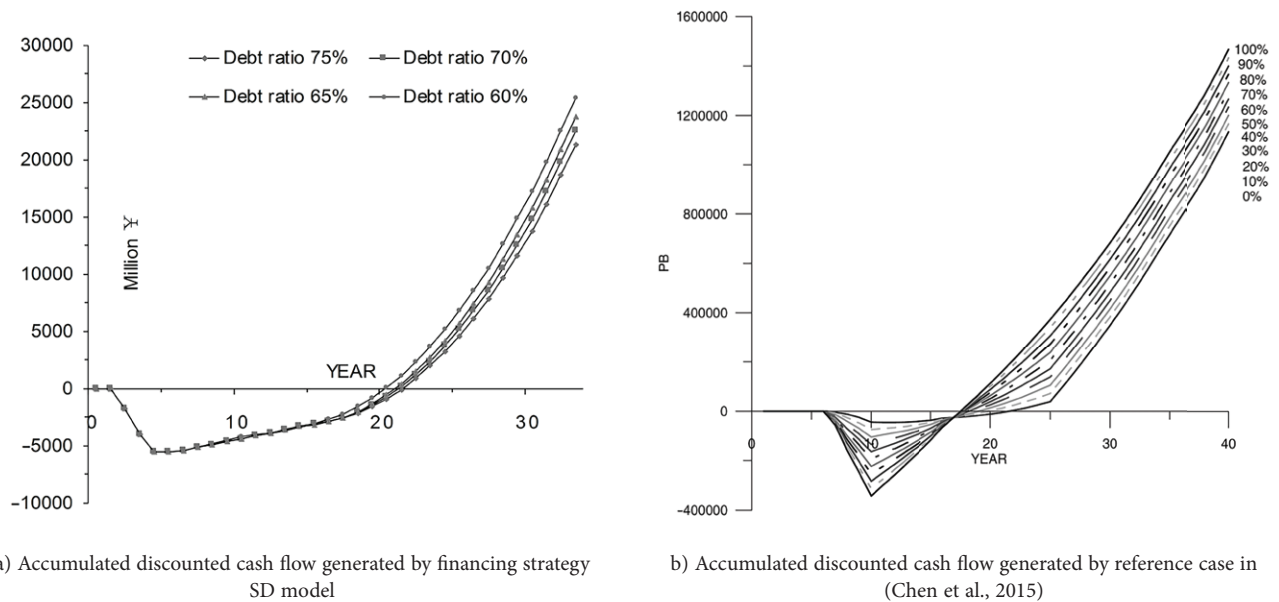 30000
25000
20000
15000
10000
5000
0
-5000
-10000
Million ¥
Debt ratio 75%
Debt ratio 70%
Debt ratio 65%
Debt ratio 60%
YEAR
0
10
20
30
a) Accumulated discounted cash flow generated by financing strategy
SD model
1600000
1200000
800000
400000
0
-400000
PB
0
10
20
30
40
YEAR
100%
90%
80%
70%
60%
50%
40%
30%
20%
10%
0%
b) Accumulated discounted cash flow generated by reference case in
(Chen et al., 2015)